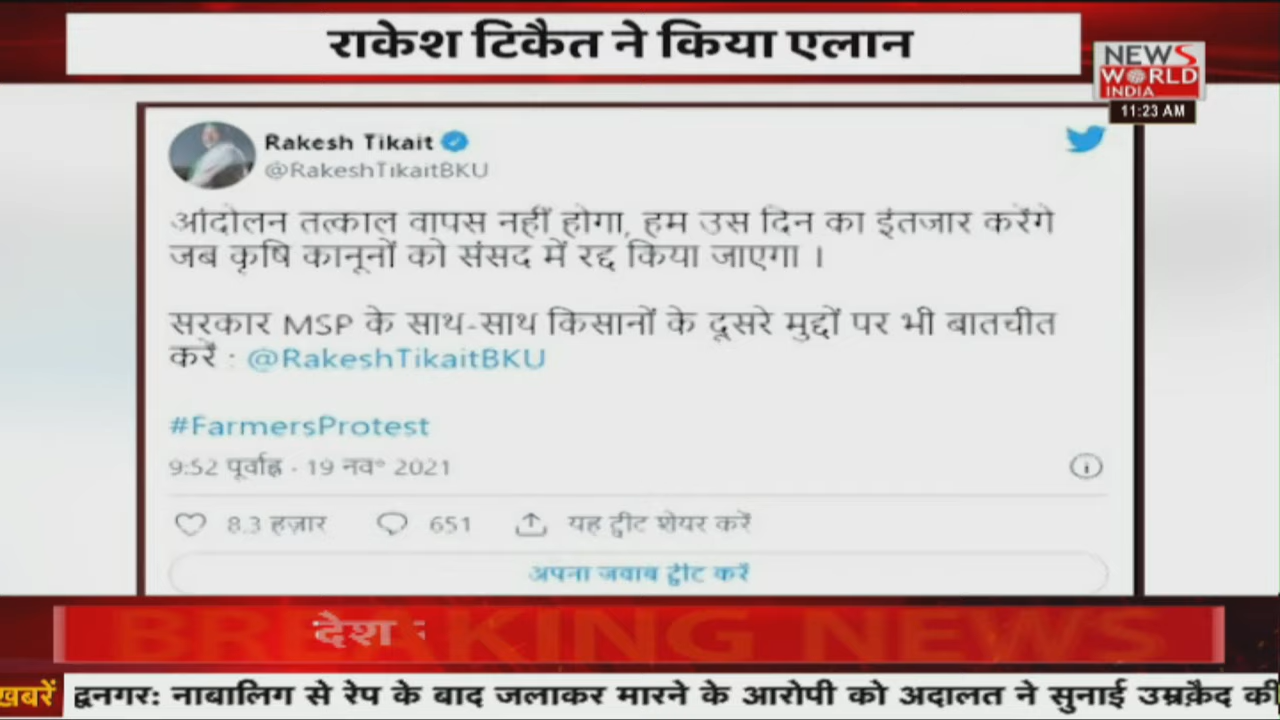 राकेश टिकैत ने किया एलान
NEWS
WORLD
INDIA
11:23 AM
Rakesh Tikait
@RakeshTikaitBKU
आंदोलन तत्काल वापस नहीं होगा, हम उस दिन का इंतजार करेंगे
जब कृषि कानूनों को संसद में रद्द किया जाएगा ।
सरकार MSP के साथ-साथ किसानों के दूसरे मुद्दों पर भी बातचीत
करें : @RakeshTikaitBKU
#FarmersProtest
9:52 पूर्वाह्न · 19 नव॰ 2021
8.3 हज़ार 651 यह ट्वीट शेयर करें
अपना जवाब ट्वीट करें
BREAKING NEWS
देश
खबरें द्वनगर: नाबालिग से रेप के बाद जलाकर मारने के आरोपी को अदालत ने सुनाई उम्रक़ैद की